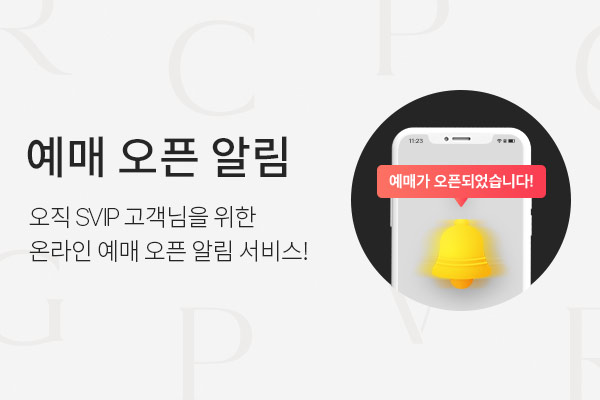 예매 오픈 알림
오직 SVIP 고객님을 위한
온라인 예매 오픈 알림 서비스!
11:23
예매가 오픈되었습니다!
R
C
P
C
G
P
V
R